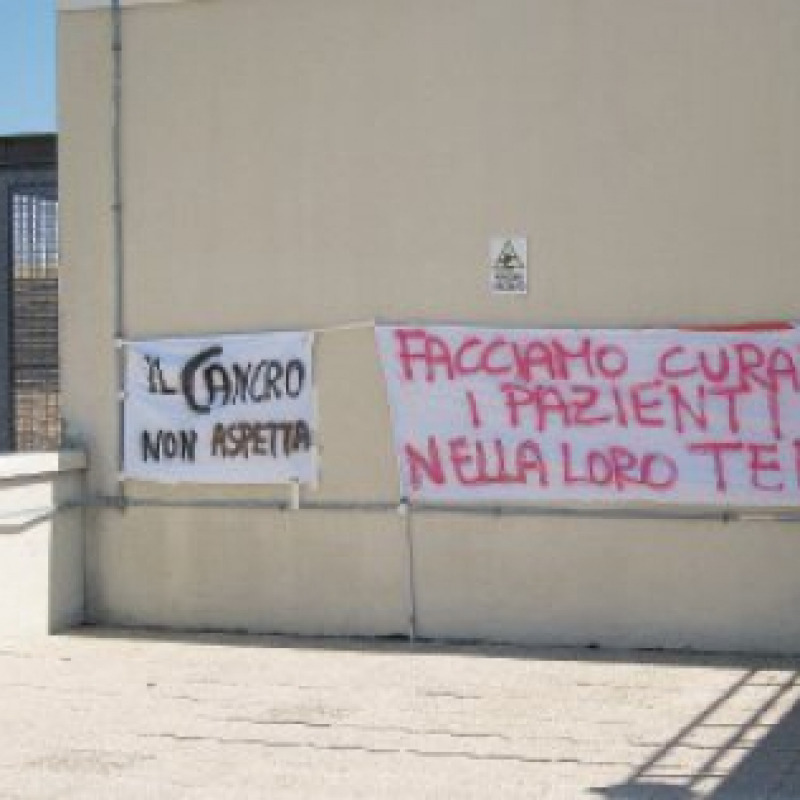 IL CANCRO
NON ASPETTA
FACCIAMO CURA
I PAZIENTI
NELLA LORO TE